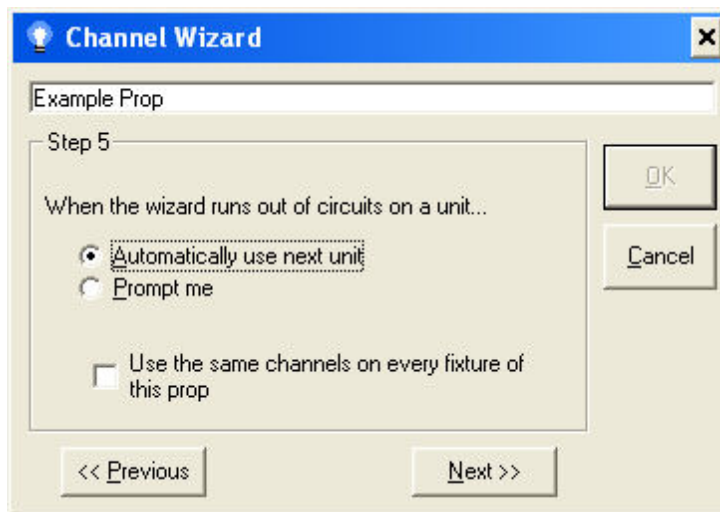 Channel Wizard
Example Prop
Step 5
OK
When the wizard runs out of circuits on a unit...
Automatically use next unit
Cancel
Prompt me
Use the same channels on every fixture of
this prop
<< Previous
Next >>